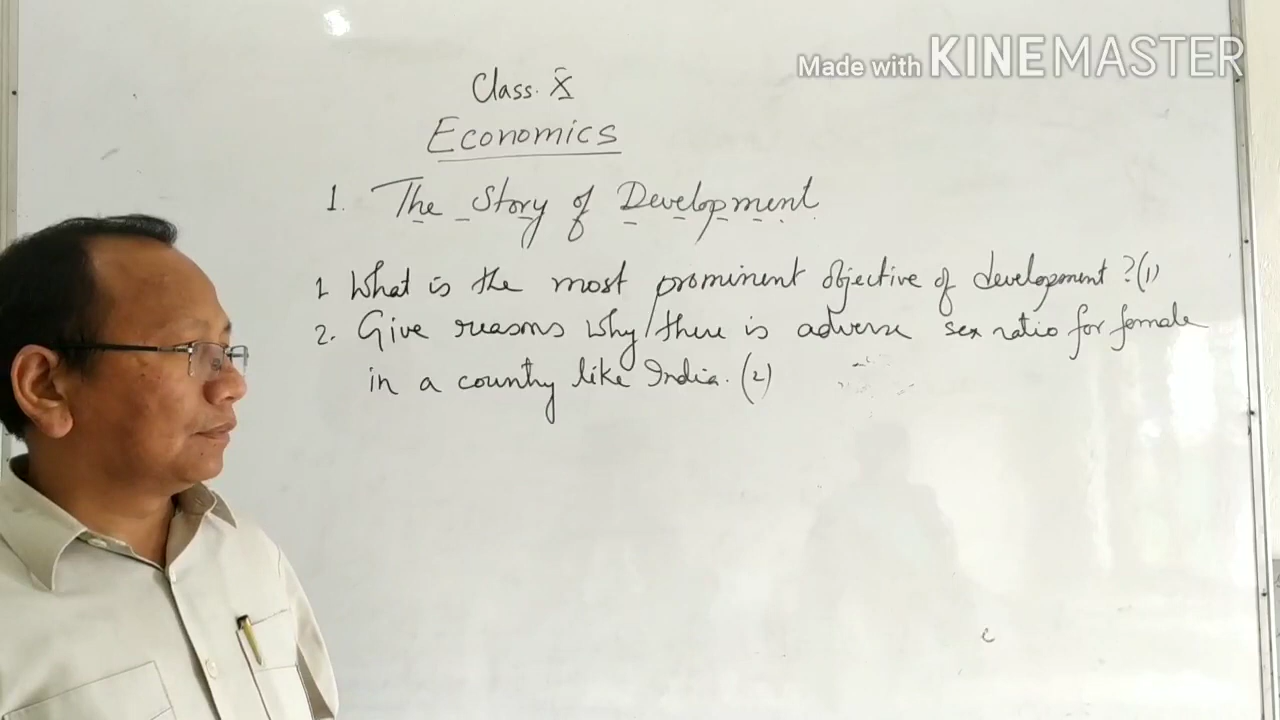 Made with KINEMASTER
Class. X
Economics
1. The Story of Development
1 What is the most prominent objective of development ? (1)
2. Give reasons why there is adverse sex ratio for female
in a country like India. (2)
c